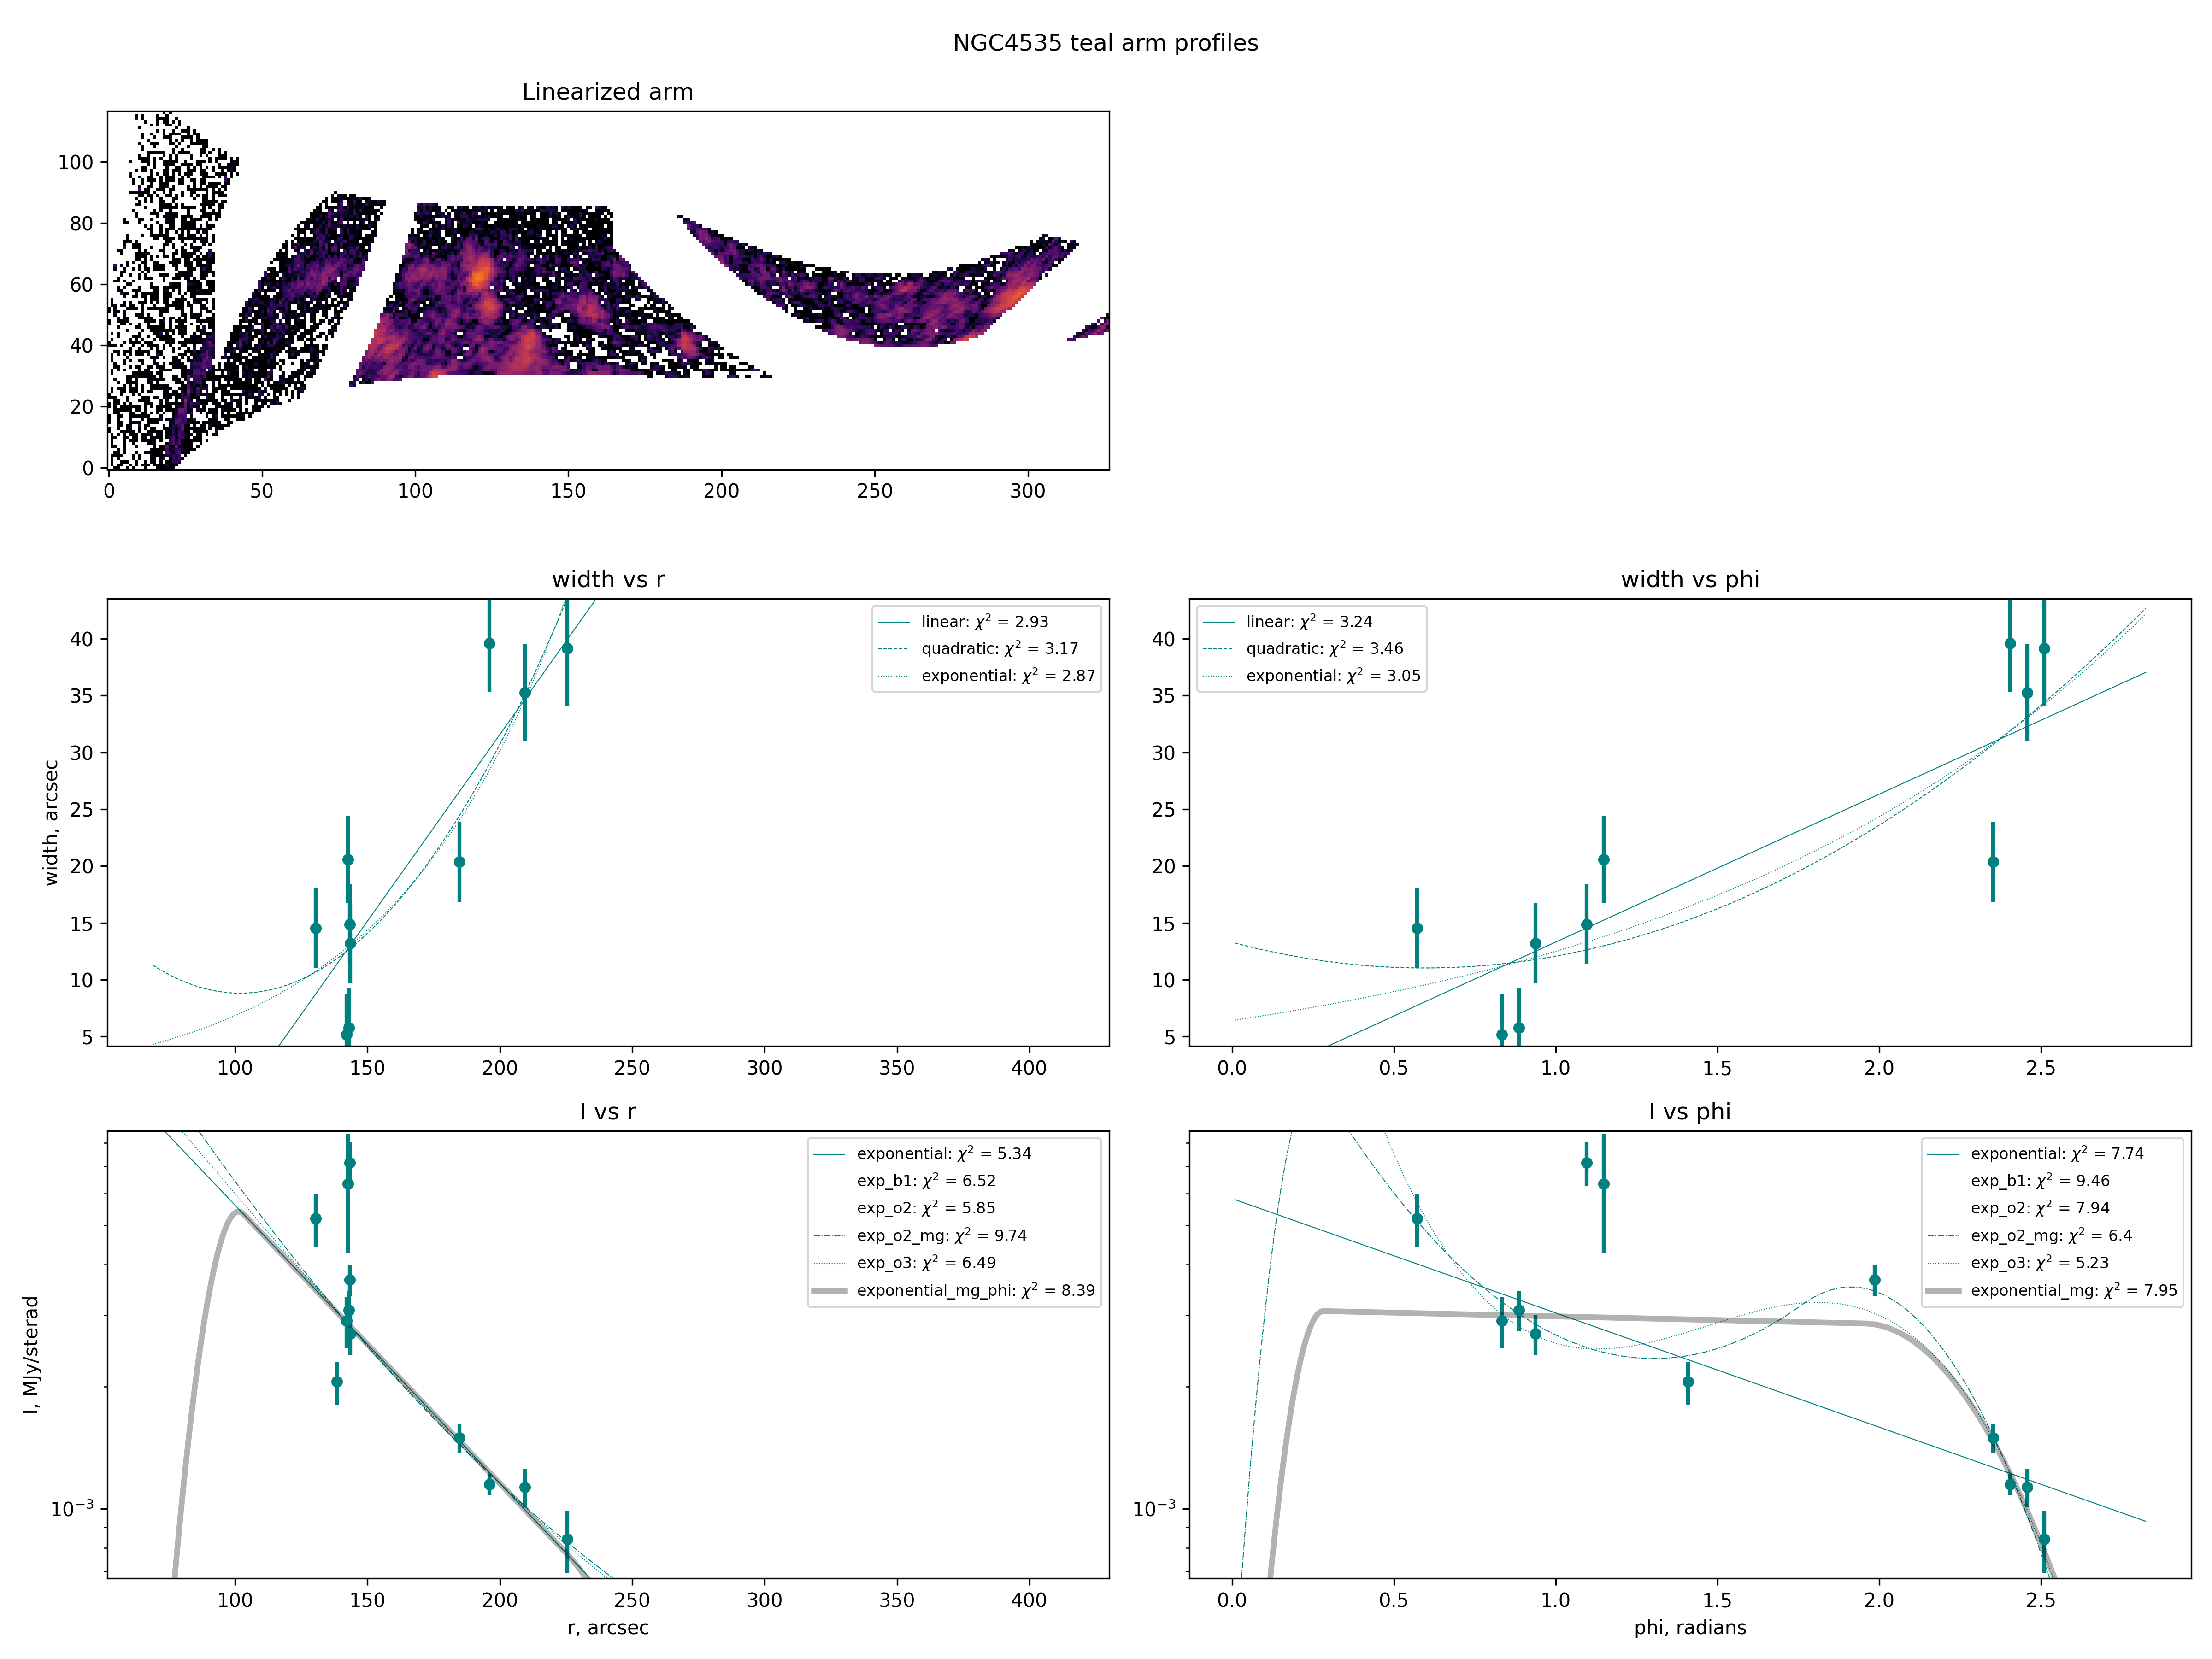 NGC4535 teal arm profiles
Linearized arm
100
80
60
40
20
0
0 50 100 150 200 250 300
width vs r
width, arcsec
40
35
30
25
20
15
10
5
linear: χ² = 2.93
quadratic: χ² = 3.17
exponential: χ² = 2.87
100 150 200 250 300 350 400
width vs phi
40
35
30
25
20
15
10
5
linear: χ² = 3.24
quadratic: χ² = 3.46
exponential: χ² = 3.05
0.0 0.5 1.0 1.5 2.0 2.5
I vs r
I, MJy/sterad
10⁻³
exponential: χ² = 5.34
exp_b1: χ² = 6.52
exp_o2: χ² = 5.85
exp_o2_mg: χ² = 9.74
exp_o3: χ² = 6.49
exponential_mg_phi: χ² = 8.39
100 150 200 250 300 350 400
r, arcsec
I vs phi
10⁻³
exponential: χ² = 7.74
exp_b1: χ² = 9.46
exp_o2: χ² = 7.94
exp_o2_mg: χ² = 6.4
exp_o3: χ² = 5.23
exponential_mg: χ² = 7.95
0.0 0.5 1.0 1.5 2.0 2.5
phi, radians